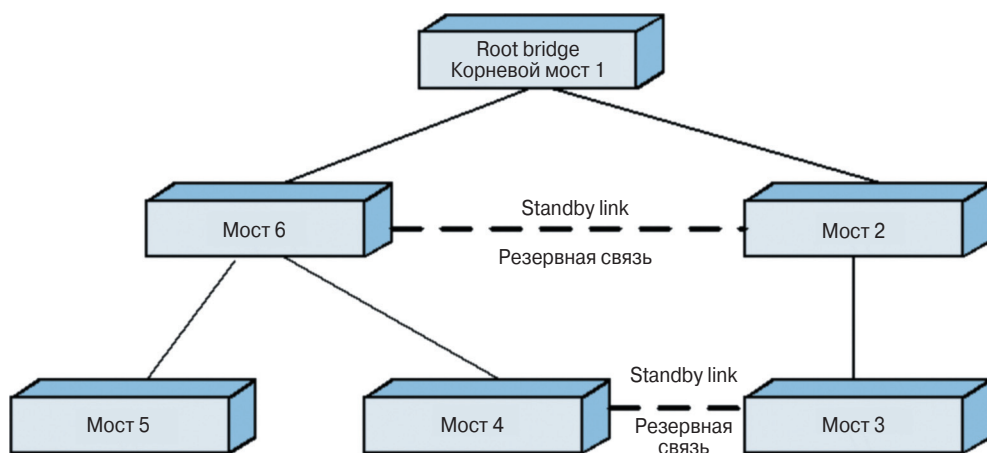 Root bridge
Корневой мост 1
Мост 6
Standby link
Резервная связь
Мост 2
Мост 5
Мост 4
Standby link
Резервная
связь
Мост 3